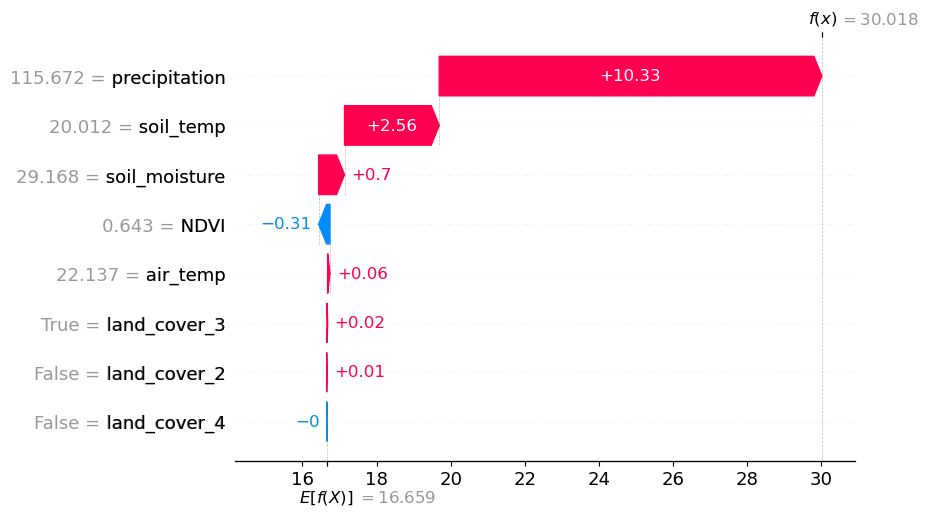 f(x) = 30.018
115.672 = precipitation
+10.33
20.012 = soil_temp
+2.56
29.168 = soil_moisture
+0.7
0.643 = NDVI
−0.31
22.137 = air_temp
+0.06
True = land_cover_3
+0.02
False = land_cover_2
+0.01
False = land_cover_4
−0
16 18 20 22 24 26 28 30
E[f(X)] = 16.659